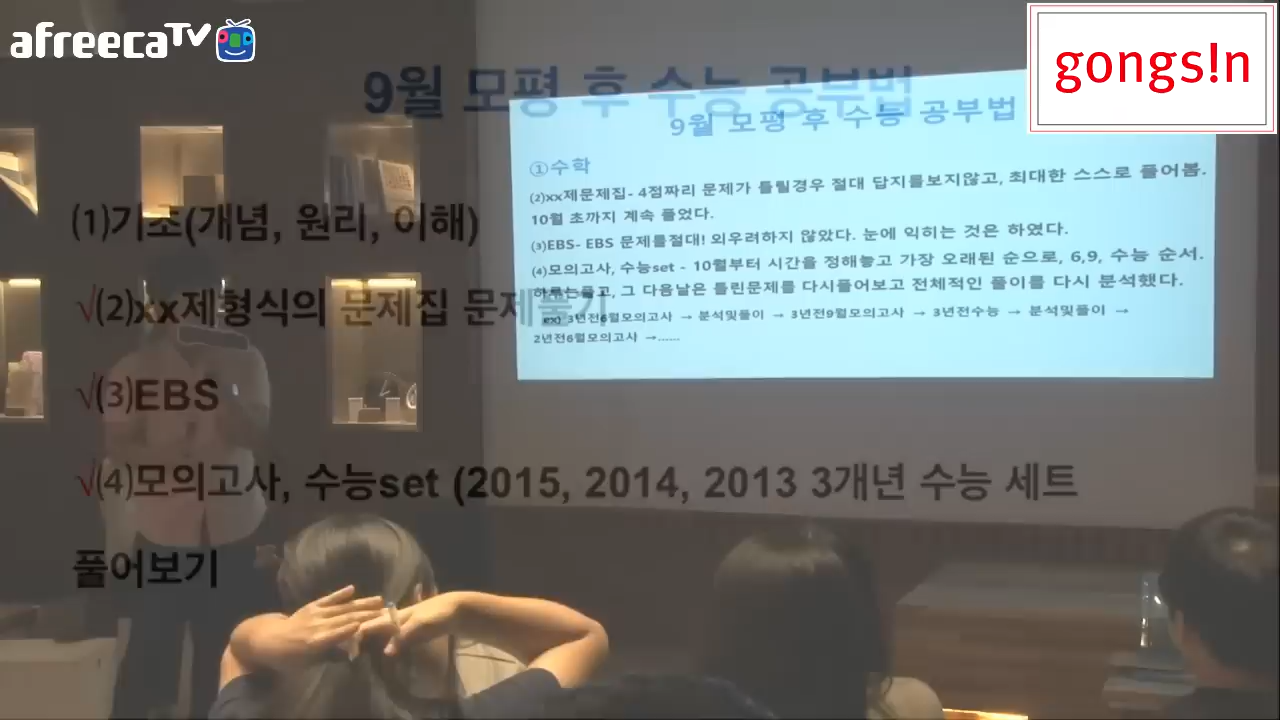 afreecaTV
gongs!n
9월 모평 후 수능 공부법
(1)기초(개념, 원리, 이해)
√(2)xx제형식의 문제집 문제풀기
√(3)EBS
√(4)모의고사, 수능set (2015, 2014, 2013 3개년 수능 세트
풀어보기
9월 모평 후 수능 공부법
①수학
(2)xx제문제집- 4점짜리 문제가 틀릴경우 절대 답지를보지않고, 최대한 스스로 풀어봄.
10월 초까지 계속 풀었다.
(3)EBS- EBS 문제를절대! 외우려하지 않았다. 눈에 익히는 것은 하였다.
(4)모의고사, 수능set - 10월부터 시간을 정해놓고 가장 오래된 순으로, 6,9, 수능 순서.
하루는풀고, 그 다음날은 틀린문제를 다시풀어보고 전체적인 풀이를 다시 분석했다.
ex) 3년전6월모의고사 → 분석및풀이 → 3년전9월모의고사 → 3년전수능 → 분석및풀이 →
2년전6월모의고사 →......